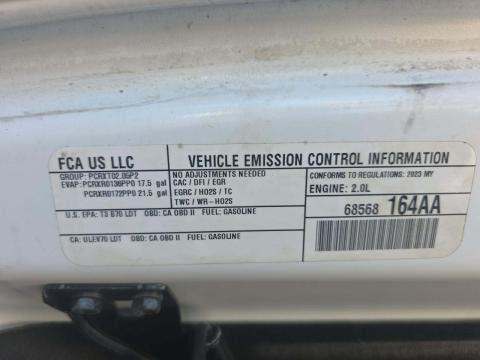 FCA US LLC
VEHICLE EMISSION CONTROL INFORMATION
GROUP: PCRXT02.05P2
EVAP: PCRXR0136PP0 17.5 gal
PCRXR0172PP0 21.5 gal
NO ADJUSTMENTS NEEDED
CAC / DFI / EGR
EGRC / HO2S / TC
TWC / WR-HO2S
CONFORMS TO REGULATIONS: 2023 MY
ENGINE: 2.0L
68568 164AA
U.S. EPA: T3 B70 LDT OBD: CA OBD II FUEL: GASOLINE
CA: ULEV70 LDT OBD: CA OBD II FUEL: GASOLINE